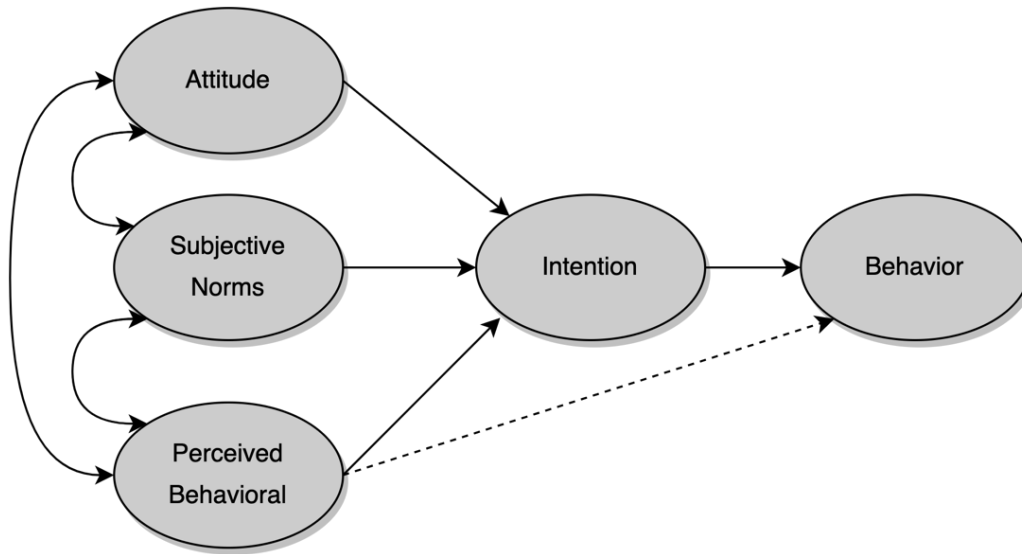 Attitude
Subjective
Norms
Perceived
Behavioral
Intention
Behavior